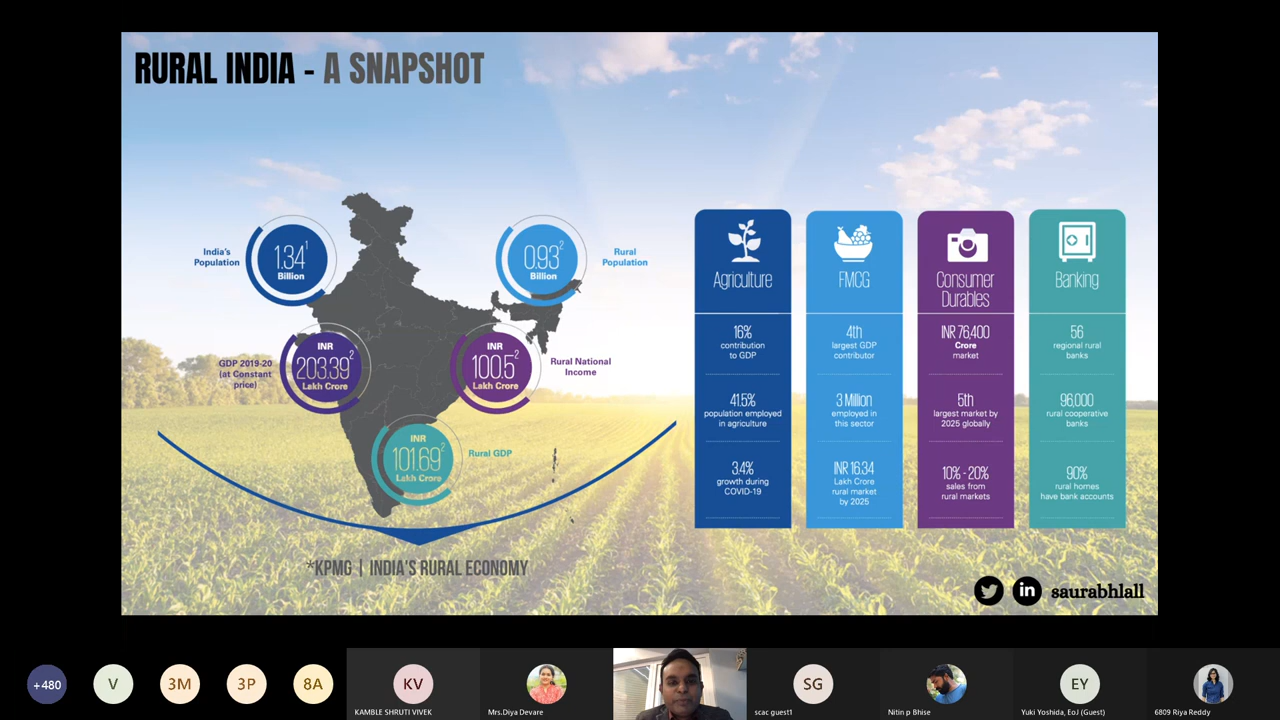 RURAL INDIA - A SNAPSHOT
India's
Population
1.34¹
Billion
0.93²
Billion
Rural
Population
GDP 2019-20
(at Constant
price)
INR
203.39²
Lakh Crore
INR
100.5²
Lakh Crore
Rural National
Income
INR
101.69²
Lakh Crore
Rural GDP
*KPMG | INDIA'S RURAL ECONOMY
Agriculture
16%
contribution
to GDP
41.5%
population employed
in agriculture
3.4%
growth during
COVID-19
FMCG
4th
largest GDP
contributor
3 Million
employed in
this sector
INR 16.34
Lakh Crore
rural market
by 2025
Consumer
Durables
INR 76,400
Crore
market
5th
largest market by
2025 globally
10% - 20%
sales from
rural markets
Banking
56
regional rural
banks
96,000
rural cooperative
banks
90%
rural homes
have bank accounts
in
saurabhlall
+480
V
3M
3P
8A
KV
KAMBLE SHRUTI VIVEK
Mrs.Diya Devare
SG
scac guest1
Nitin p Bhise
EY
Yuki Yoshida, EoJ (Guest)
6809 Riya Reddy